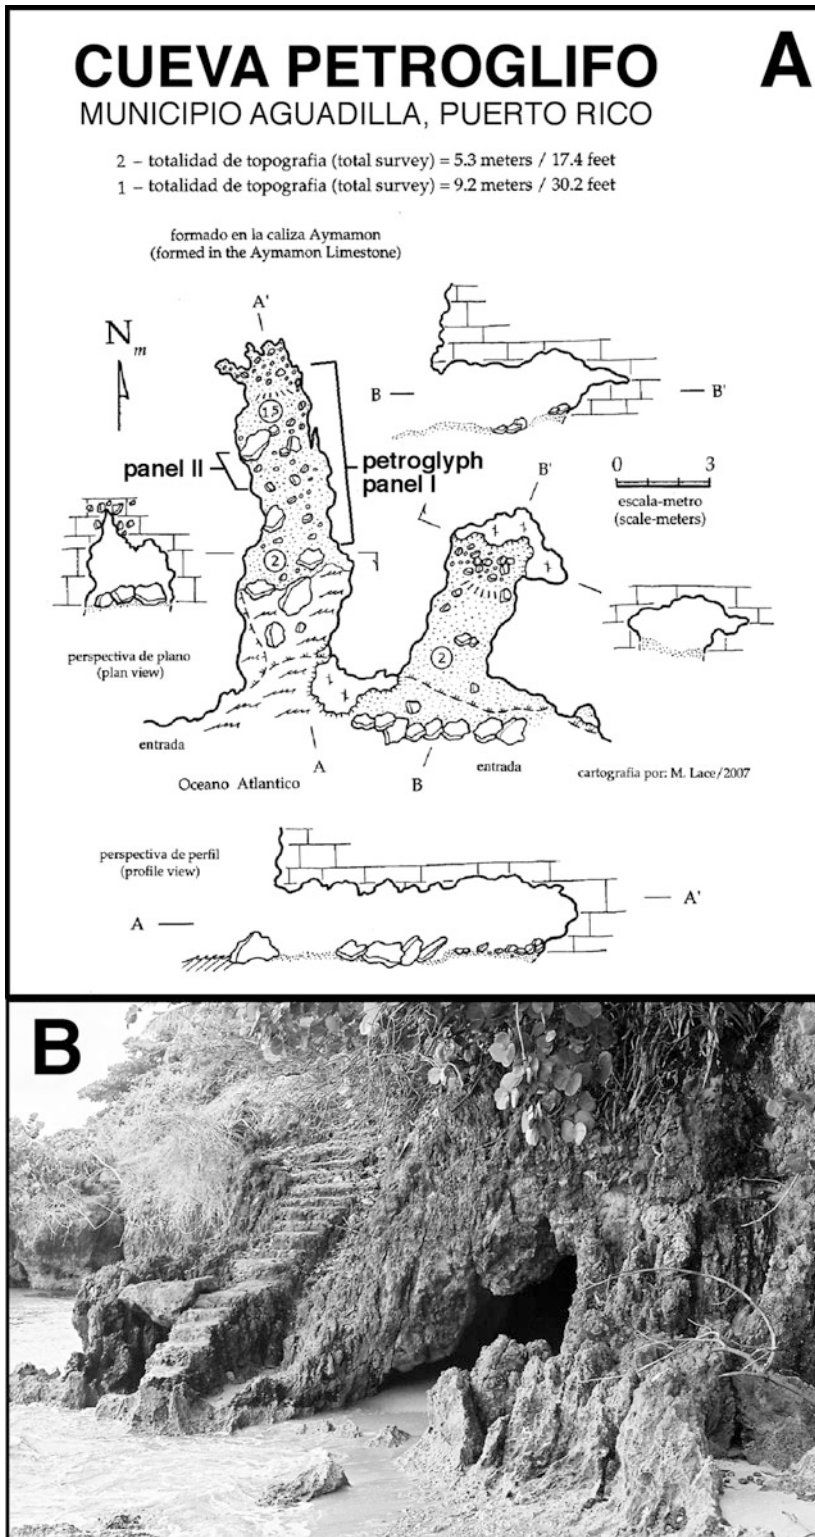 CUEVA PETROGLIFO
A
MUNICIPIO AGUADILLA, PUERTO RICO
2 – totalidad de topografia (total survey) = 5.3 meters / 17.4 feet
1 – totalidad de topografia (total survey) = 9.2 meters / 30.2 feet
formado en la caliza Aymamon
(formed in the Aymamon Limestone)
A'
N
m
B
B'
1.5
panel II
petroglyph
panel I
B'
0 3
escala-metro
(scale-meters)
2
perspectiva de plano
(plan view)
2
entrada
A
Oceano Atlantico
B
entrada
cartografia por: M. Lace/2007
perspectiva de perfil
(profile view)
A
A'
B